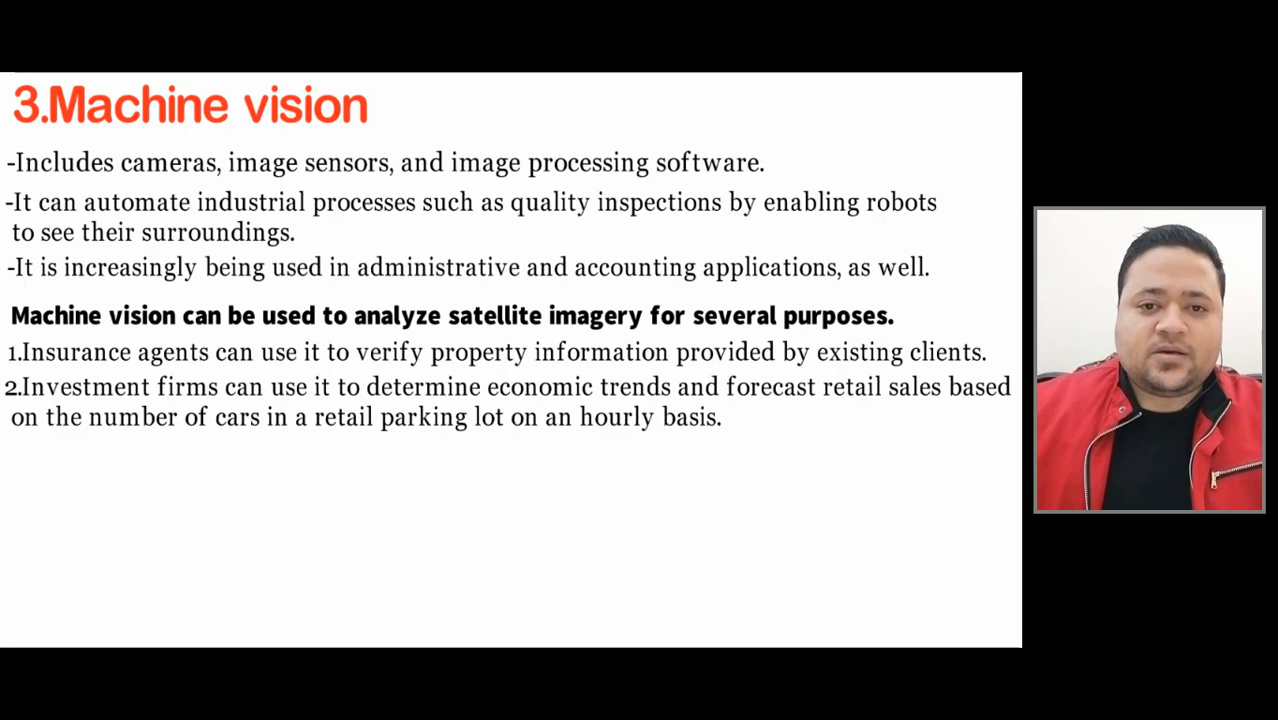 3.Machine vision
-Includes cameras, image sensors, and image processing software.
-It can automate industrial processes such as quality inspections by enabling robots
to see their surroundings.
-It is increasingly being used in administrative and accounting applications, as well.
Machine vision can be used to analyze satellite imagery for several purposes.
1.Insurance agents can use it to verify property information provided by existing clients.
2.Investment firms can use it to determine economic trends and forecast retail sales based
on the number of cars in a retail parking lot on an hourly basis.